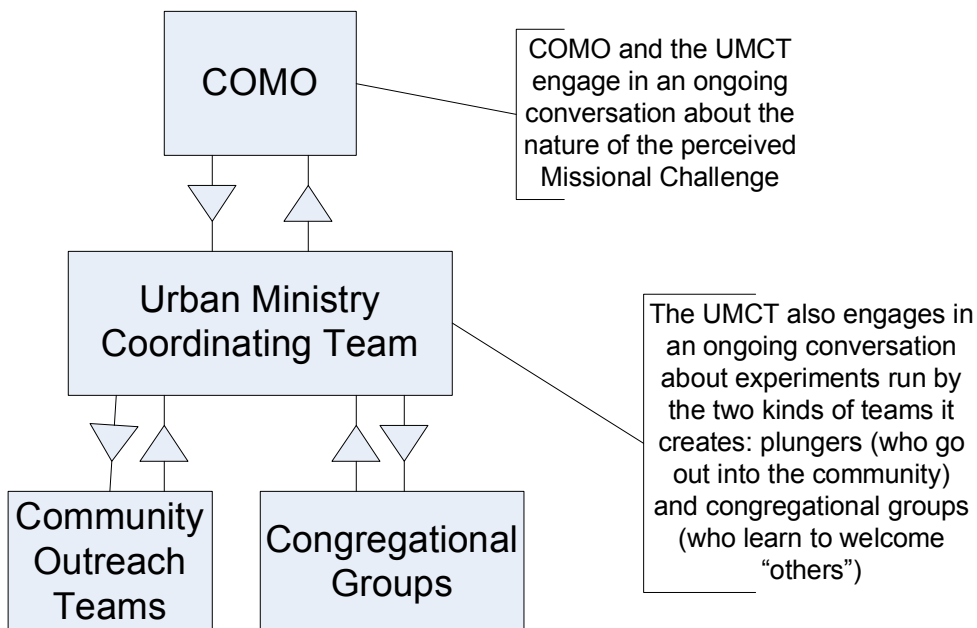 COMO
COMO and the UMCT
engage in an ongoing
conversation about the
nature of the perceived
Missional Challenge
Urban Ministry
Coordinating Team
The UMCT also engages in
an ongoing conversation
about experiments run by
the two kinds of teams it
creates: plungers (who go
out into the community)
and congregational groups
(who learn to welcome
“others”)
Community
Outreach
Teams
Congregational
Groups